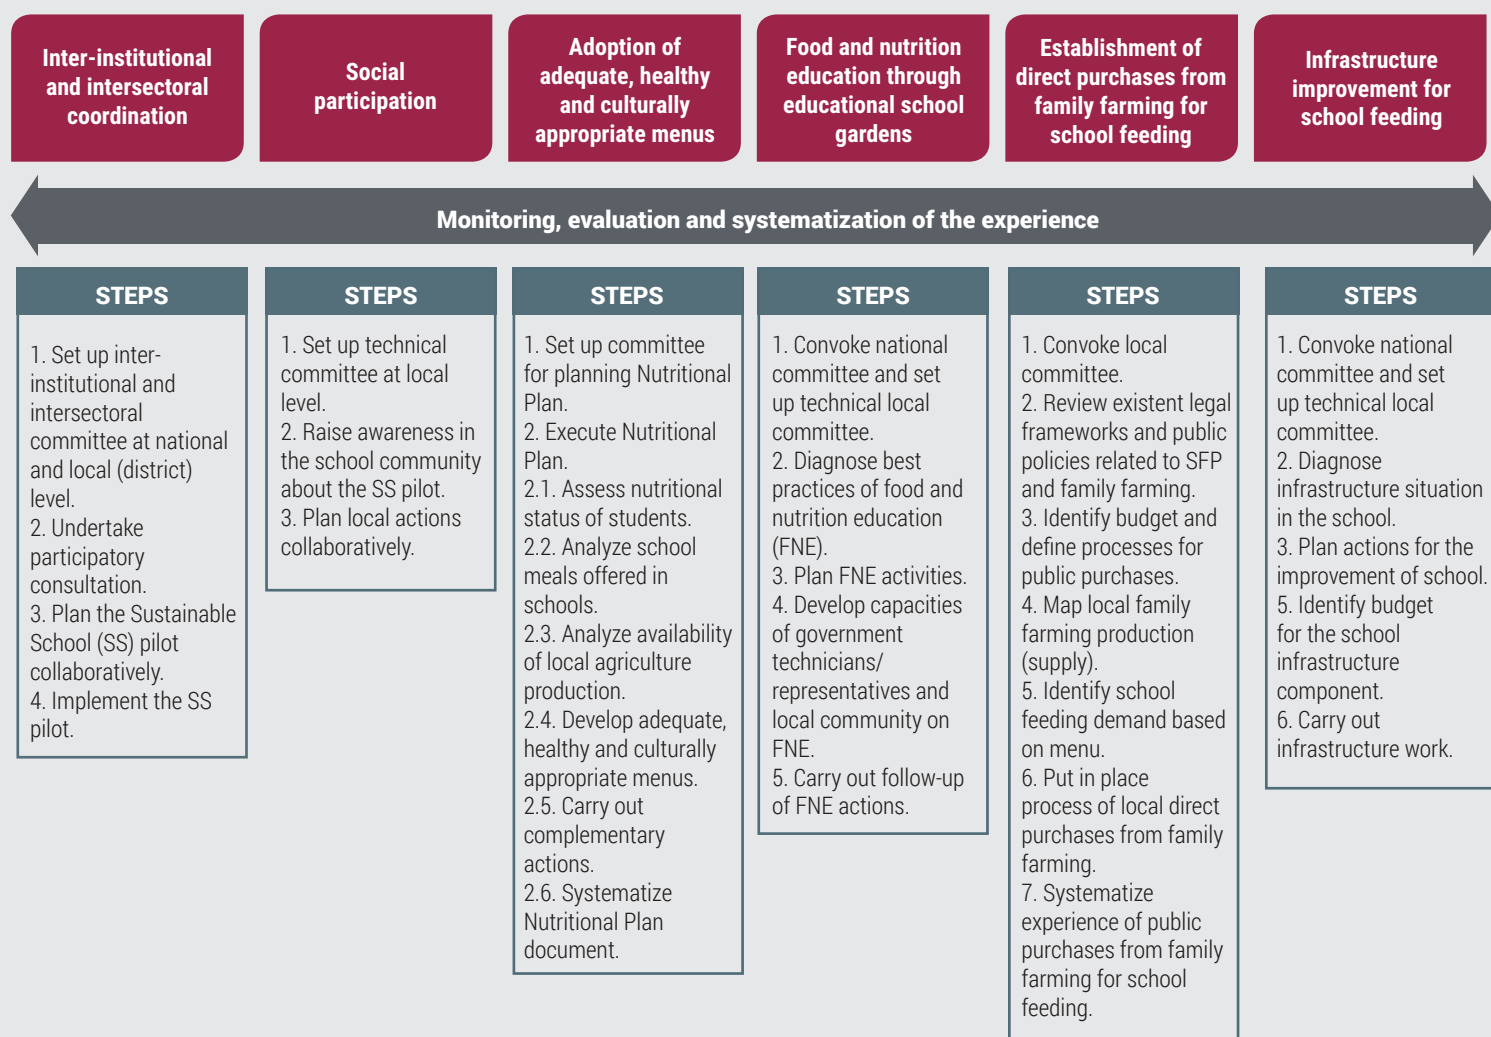 Inter-institutional
and intersectoral
coordination
Social
participation
Adoption of
adequate, healthy
and culturally
appropriate menus
Food and nutrition
education through
educational school
gardens
Establishment of
direct purchases from
family farming for
school feeding
Infrastructure
improvement for
school feeding
Monitoring, evaluation and systematization of the experience
STEPS
1. Set up inter-
institutional and
intersectoral
committee at national
and local (district)
level.
2. Undertake
participatory
consultation.
3. Plan the Sustainable
School (SS) pilot
collaboratively.
4. Implement the SS
pilot.
STEPS
1. Set up technical
committee at local
level.
2. Raise awareness in
the school community
about the SS pilot.
3. Plan local actions
collaboratively.
STEPS
1. Set up committee
for planning Nutritional
Plan.
2. Execute Nutritional
Plan.
2.1. Assess nutritional
status of students.
2.2. Analyze school
meals offered in
schools.
2.3. Analyze availability
of local agriculture
production.
2.4. Develop adequate,
healthy and culturally
appropriate menus.
2.5. Carry out
complementary
actions.
2.6. Systematize
Nutritional Plan
document.
STEPS
1. Convoke national
committee and set
up technical local
committee.
2. Diagnose best
practices of food and
nutrition education
(FNE).
3. Plan FNE activities.
4. Develop capacities
of government
technicians/
representatives and
local community on
FNE.
5. Carry out follow-up
of FNE actions.
STEPS
1. Convoke local
committee.
2. Review existent legal
frameworks and public
policies related to SFP
and family farming.
3. Identify budget and
define processes for
public purchases.
4. Map local family
farming production
(supply).
5. Identify school
feeding demand based
on menu.
6. Put in place
process of local direct
purchases from family
farming.
7. Systematize
experience of public
purchases from family
farming for school
feeding.
STEPS
1. Convoke national
committee and set
up technical local
committee.
2. Diagnose
infrastructure situation
in the school.
3. Plan actions for the
improvement of school.
5. Identify budget
for the school
infrastructure
component.
6. Carry out
infrastructure work.